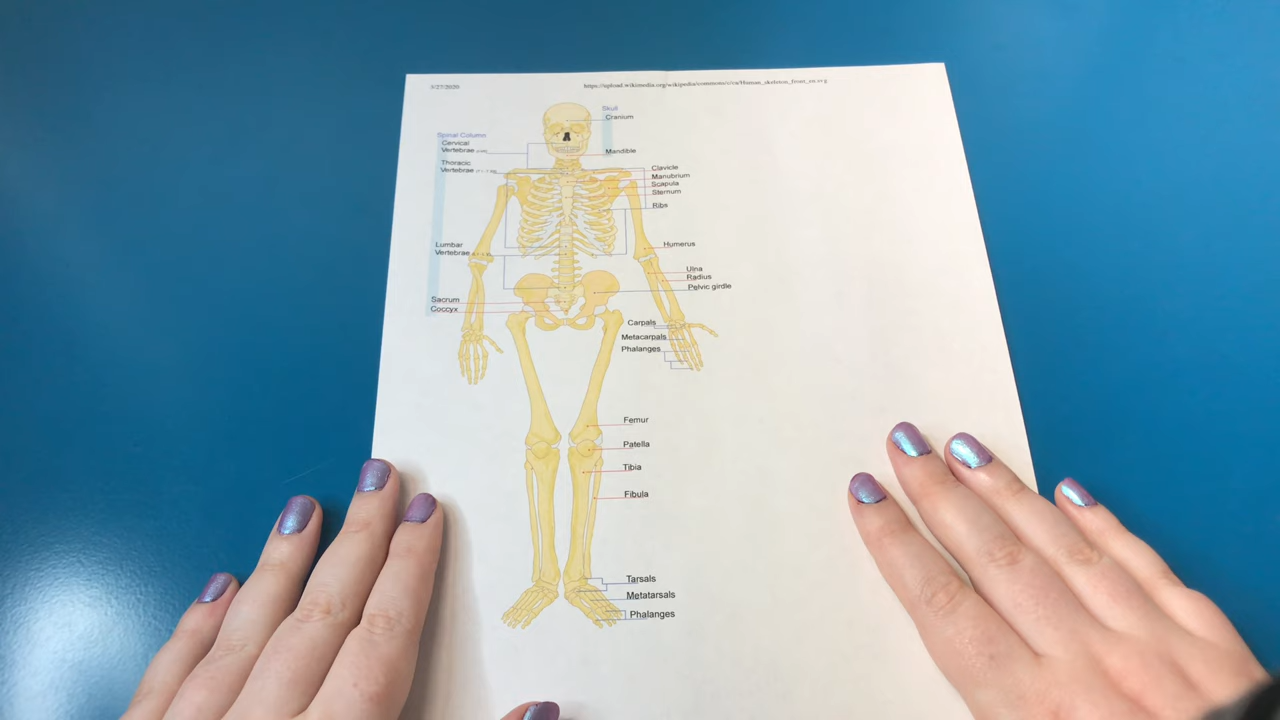 3/27/2020
https://upload.wikimedia.org/wikipedia/commons/c/ca/Human_skeleton_front_en.svg
Skull
Cranium
Mandible
Spinal Column
Cervical
Vertebrae
Thoracic
Vertebrae
Lumbar
Vertebrae
Sacrum
Coccyx
Clavicle
Manubrium
Scapula
Sternum
Ribs
Humerus
Ulna
Radius
Pelvic girdle
Carpals
Metacarpals
Phalanges
Femur
Patella
Tibia
Fibula
Tarsals
Metatarsals
Phalanges